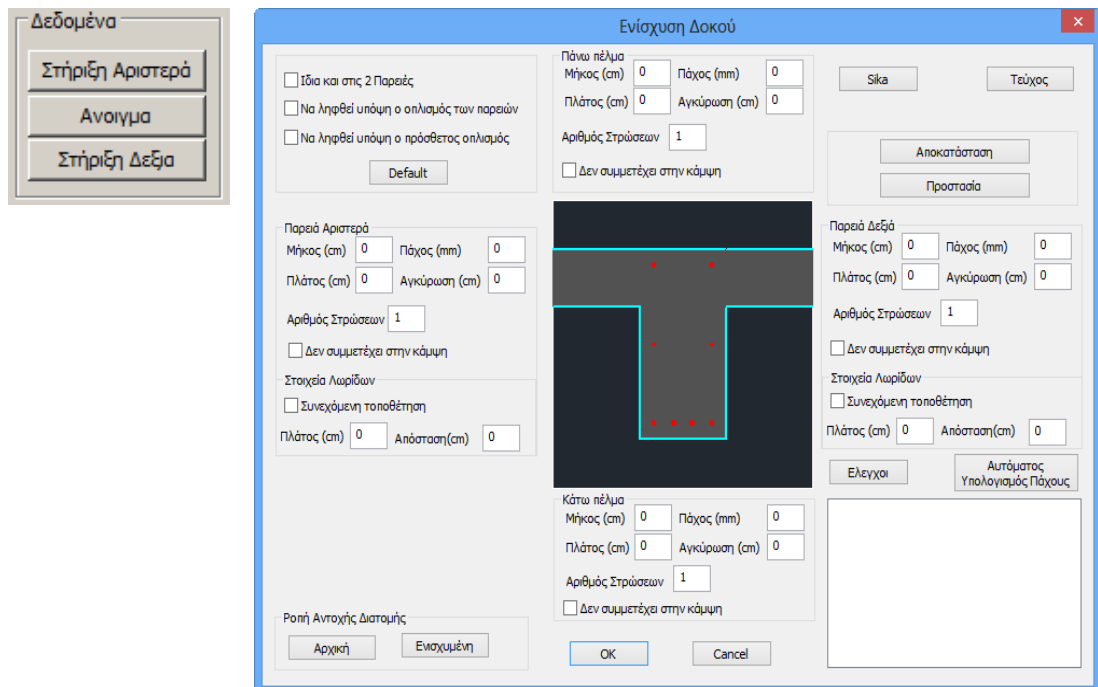 Δεδομένα
Στήριξη Αριστερά
Ανοιγμα
Στήριξη Δεξια
Ενίσχυση Δοκού
Ιδια και στις 2 Παρειές
Να ληφθεί υπόψη ο οπλισμός των παρειών
Να ληφθεί υπόψη ο πρόσθετος οπλισμός
Default
Πάνω πέλμα
Μήκος (cm) 0 Πάχος (mm) 0
Πλάτος (cm) 0 Αγκύρωση (cm) 0
Αριθμός Στρώσεων 1
Δεν συμμετέχει στην κάμψη
Sika Τεύχος
Αποκατάσταση
Προστασία
Παρειά Αριστερά
Μήκος (cm) 0 Πάχος (mm) 0
Πλάτος (cm) 0 Αγκύρωση (cm) 0
Αριθμός Στρώσεων 1
Δεν συμμετέχει στην κάμψη
Στοιχεία Λωρίδων
Συνεχόμενη τοποθέτηση
Πλάτος (cm) 0 Απόσταση(cm) 0
Παρειά Δεξιά
Μήκος (cm) 0 Πάχος (mm) 0
Πλάτος (cm) 0 Αγκύρωση (cm) 0
Αριθμός Στρώσεων 1
Δεν συμμετέχει στην κάμψη
Στοιχεία Λωρίδων
Συνεχόμενη τοποθέτηση
Πλάτος (cm) 0 Απόσταση(cm) 0
Ελεγχοι
Αυτόματος
Υπολογισμός Πάχους
Κάτω πέλμα
Μήκος (cm) 0 Πάχος (mm) 0
Πλάτος (cm) 0 Αγκύρωση (cm) 0
Αριθμός Στρώσεων 1
Δεν συμμετέχει στην κάμψη
Ροπή Αντοχής Διατομής
Αρχική Ενισχυμένη
OK Cancel